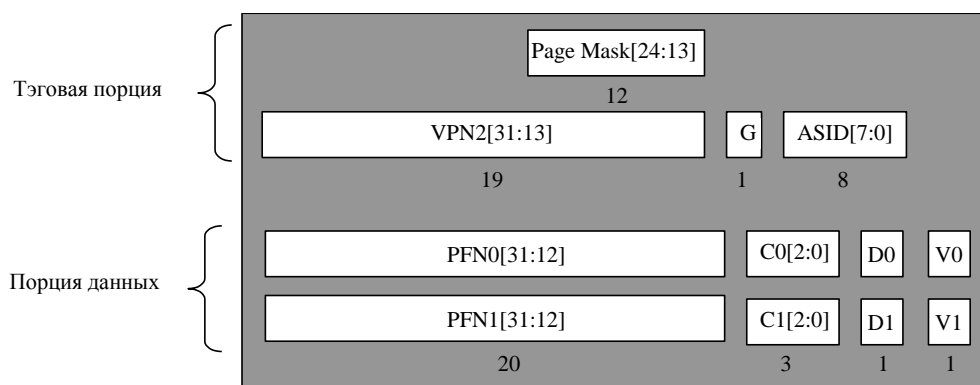 Page Mask[24:13]
12
Тэговая порция
VPN2[31:13] G ASID[7:0]
19 1 8
PFN0[31:12] C0[2:0] D0 V0
Порция данных
PFN1[31:12] C1[2:0] D1 V1
20 3 1 1